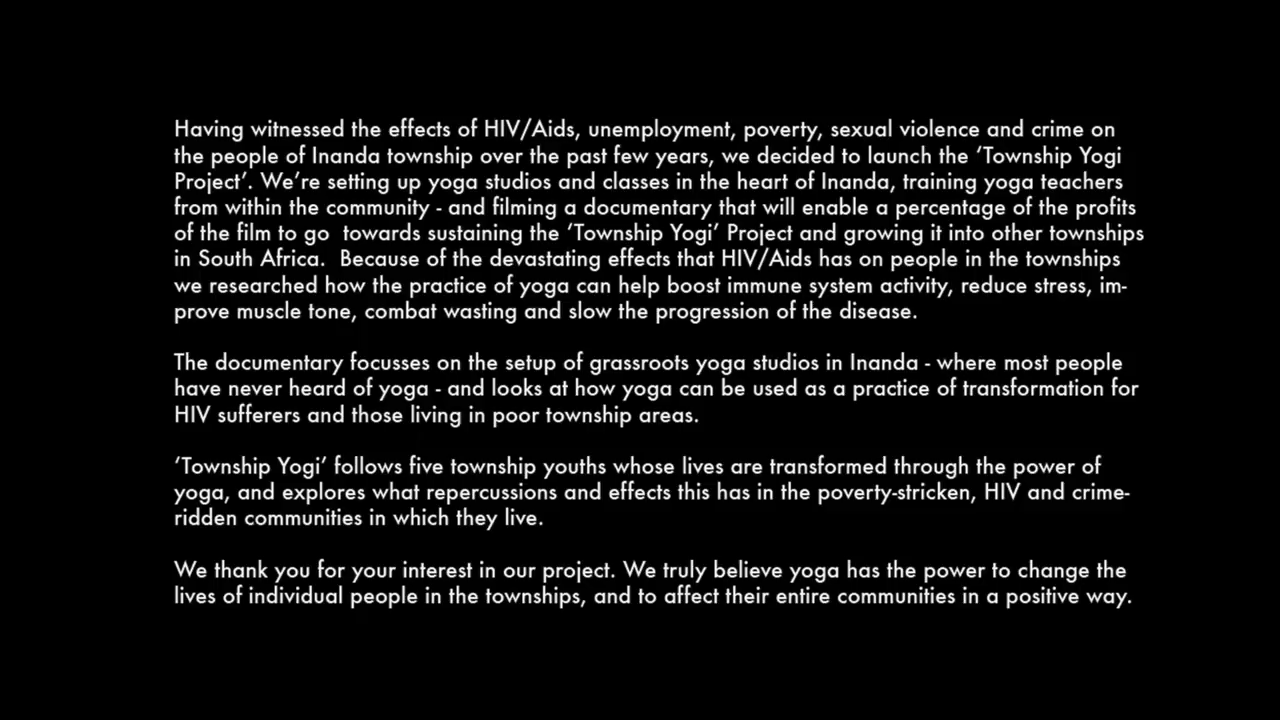 Having witnessed the effects of HIV/Aids, unemployment, poverty, sexual violence and crime on
the people of Inanda township over the past few years, we decided to launch the ‘Township Yogi
Project’. We’re setting up yoga studios and classes in the heart of Inanda, training yoga teachers
from within the community - and filming a documentary that will enable a percentage of the profits
of the film to go  towards sustaining the ‘Township Yogi’ Project and growing it into other townships
in South Africa.  Because of the devastating effects that HIV/Aids has on people in the townships
we researched how the practice of yoga can help boost immune system activity, reduce stress, im-
prove muscle tone, combat wasting and slow the progression of the disease.
The documentary focusses on the setup of grassroots yoga studios in Inanda - where most people
have never heard of yoga - and looks at how yoga can be used as a practice of transformation for
HIV sufferers and those living in poor township areas.
‘Township Yogi’ follows five township youths whose lives are transformed through the power of
yoga, and explores what repercussions and effects this has in the poverty-stricken, HIV and crime-
ridden communities in which they live.
We thank you for your interest in our project. We truly believe yoga has the power to change the
lives of individual people in the townships, and to affect their entire communities in a positive way.